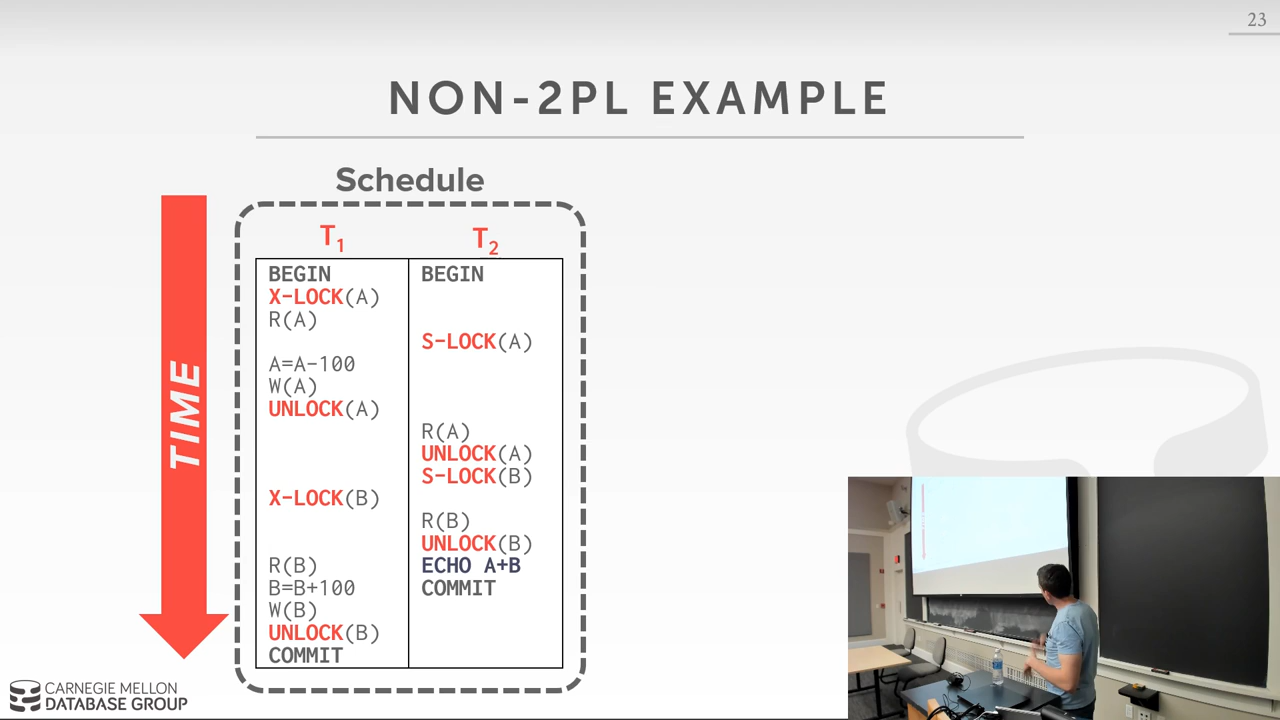 23
NON-2PL EXAMPLE
Schedule
TIME
T1 T2
BEGIN BEGIN
X-LOCK(A)
R(A)
S-LOCK(A)
A=A-100
W(A)
UNLOCK(A)
R(A)
UNLOCK(A)
S-LOCK(B)
X-LOCK(B)
R(B)
UNLOCK(B)
R(B) ECHO A+B
B=B+100 COMMIT
W(B)
UNLOCK(B)
COMMIT
CARNEGIE MELLON
DATABASE GROUP